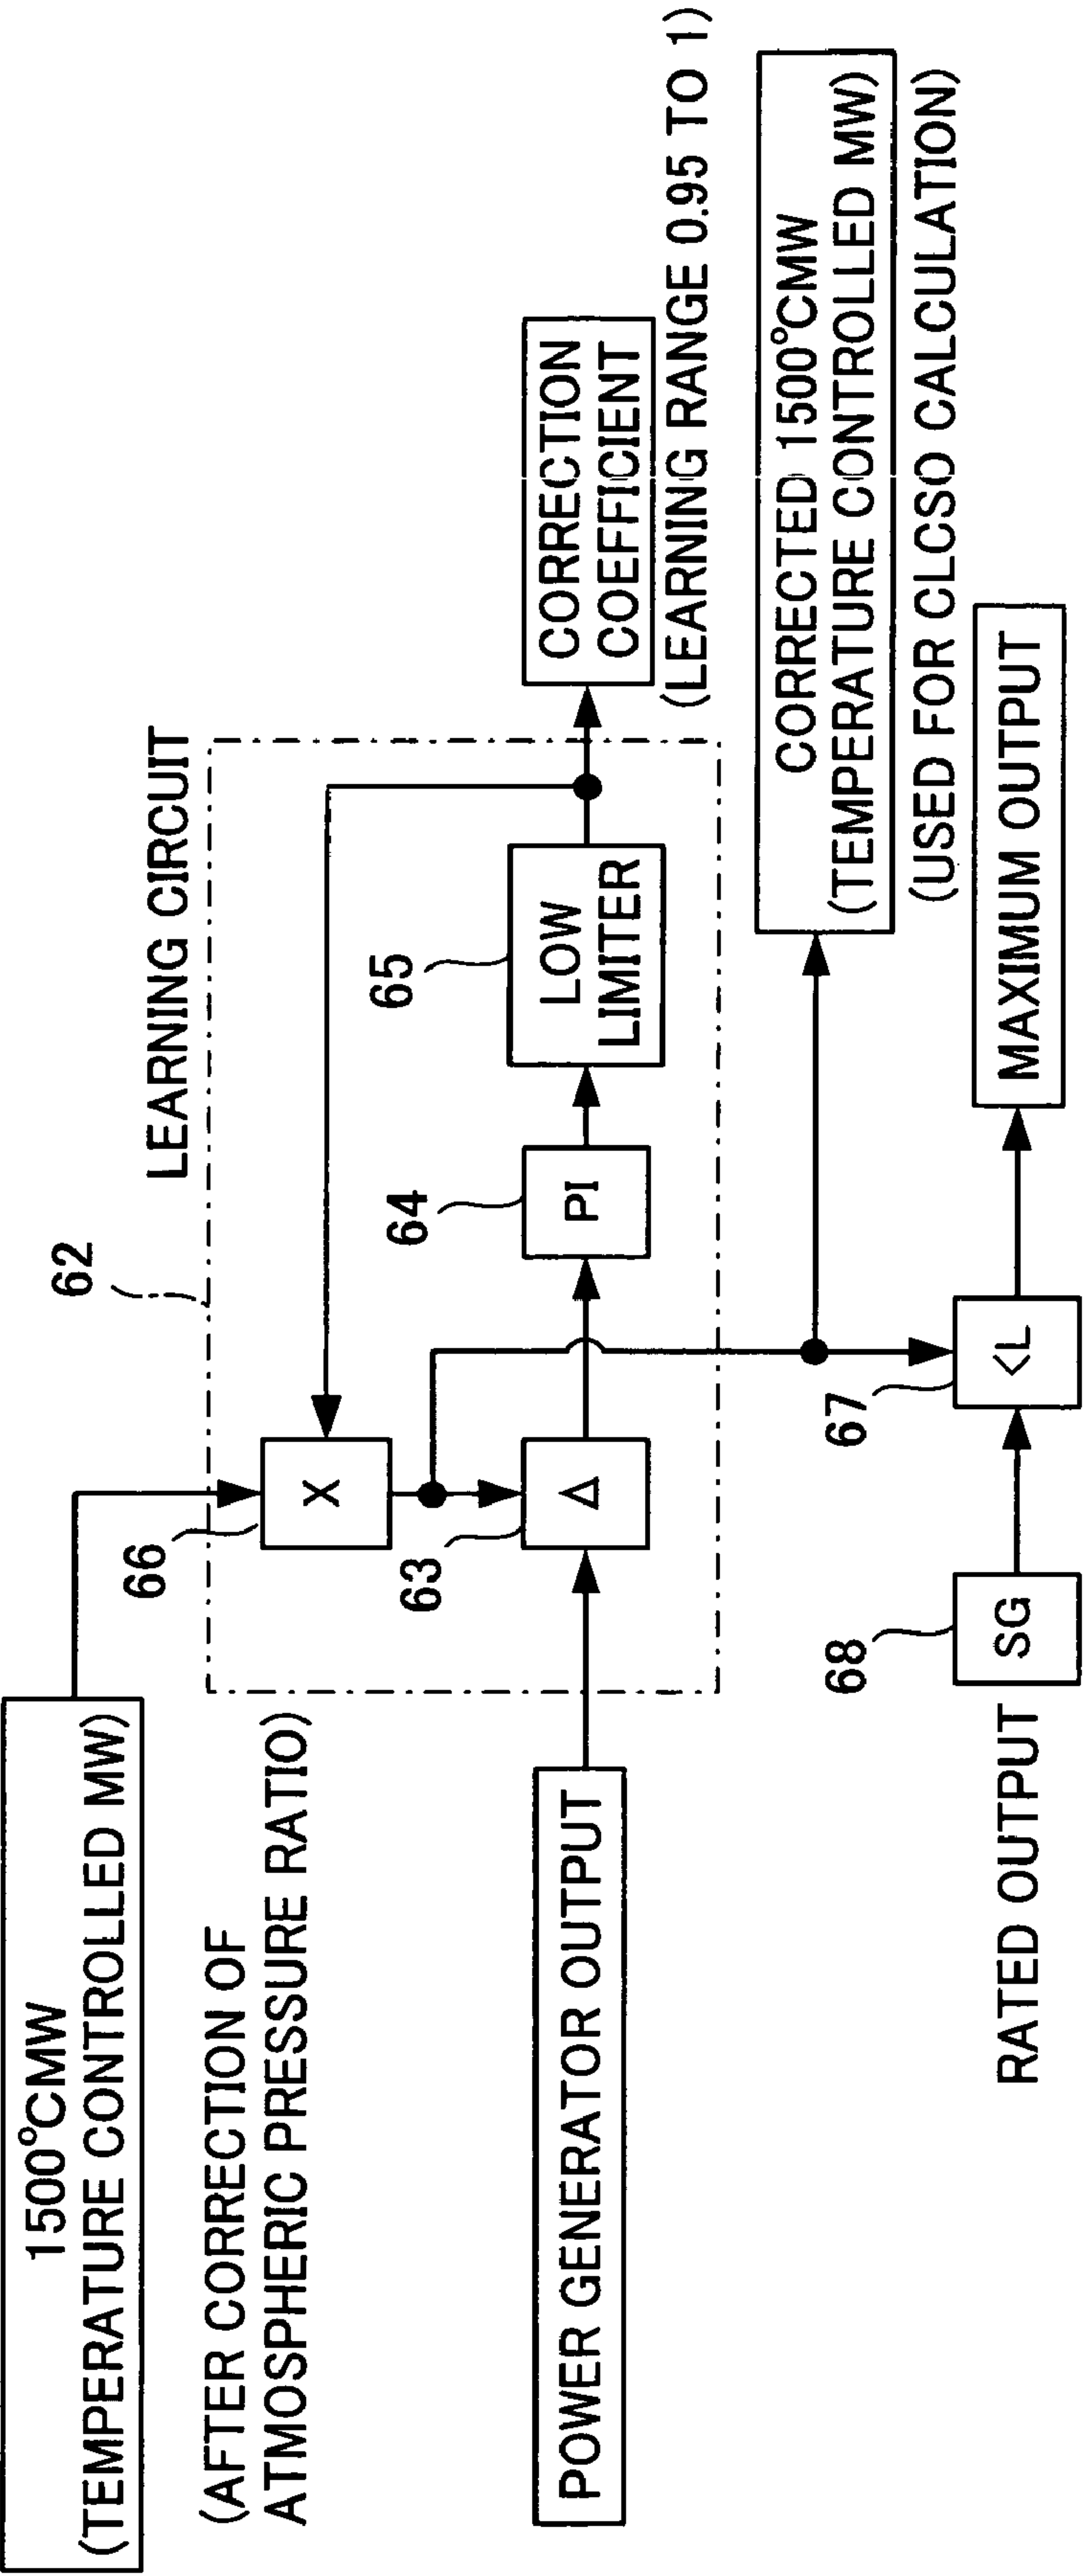 1500°CMW
(TEMPERATURE CONTROLLED MW)
(AFTER CORRECTION OF
ATMOSPHERIC PRESSURE RATIO)
62
LEARNING CIRCUIT
66
X
63
Δ
64
PI
65
LOW
LIMITER
CORRECTION
COEFFICIENT
(LEARNING RANGE 0.95 TO 1)
POWER GENERATOR OUTPUT
CORRECTED 1500°CMW
(TEMPERATURE CONTROLLED MW)
(USED FOR CLCSO CALCULATION)
RATED OUTPUT
68
SG
67
<L
MAXIMUM OUTPUT